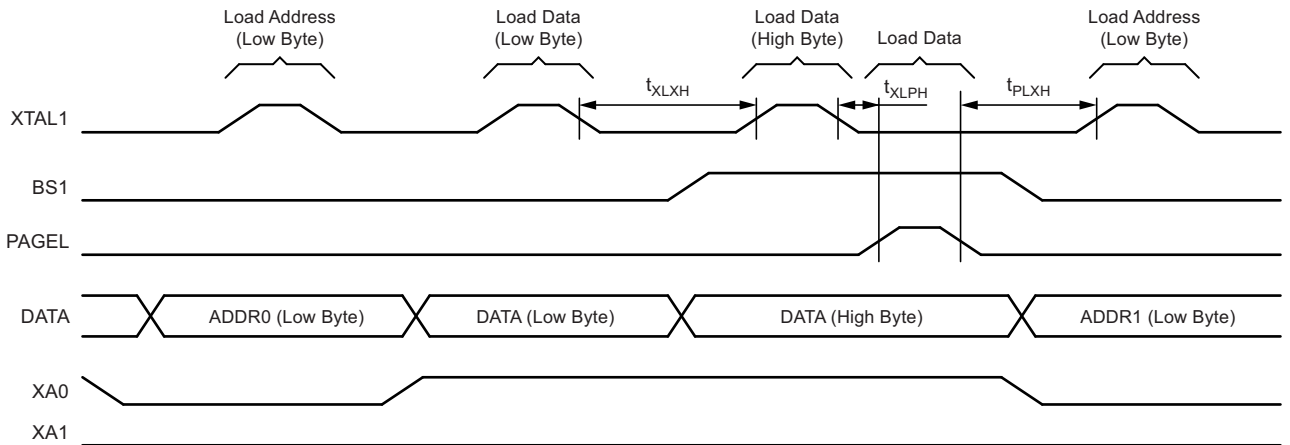 Load Address
(Low Byte)
Load Data
(Low Byte)
Load Data
(High Byte)
Load Data
Load Address
(Low Byte)
tXLXH
tXLPH
tPLXH
XTAL1
BS1
PAGEL
DATA
ADDR0 (Low Byte)
DATA (Low Byte)
DATA (High Byte)
ADDR1 (Low Byte)
XA0
XA1